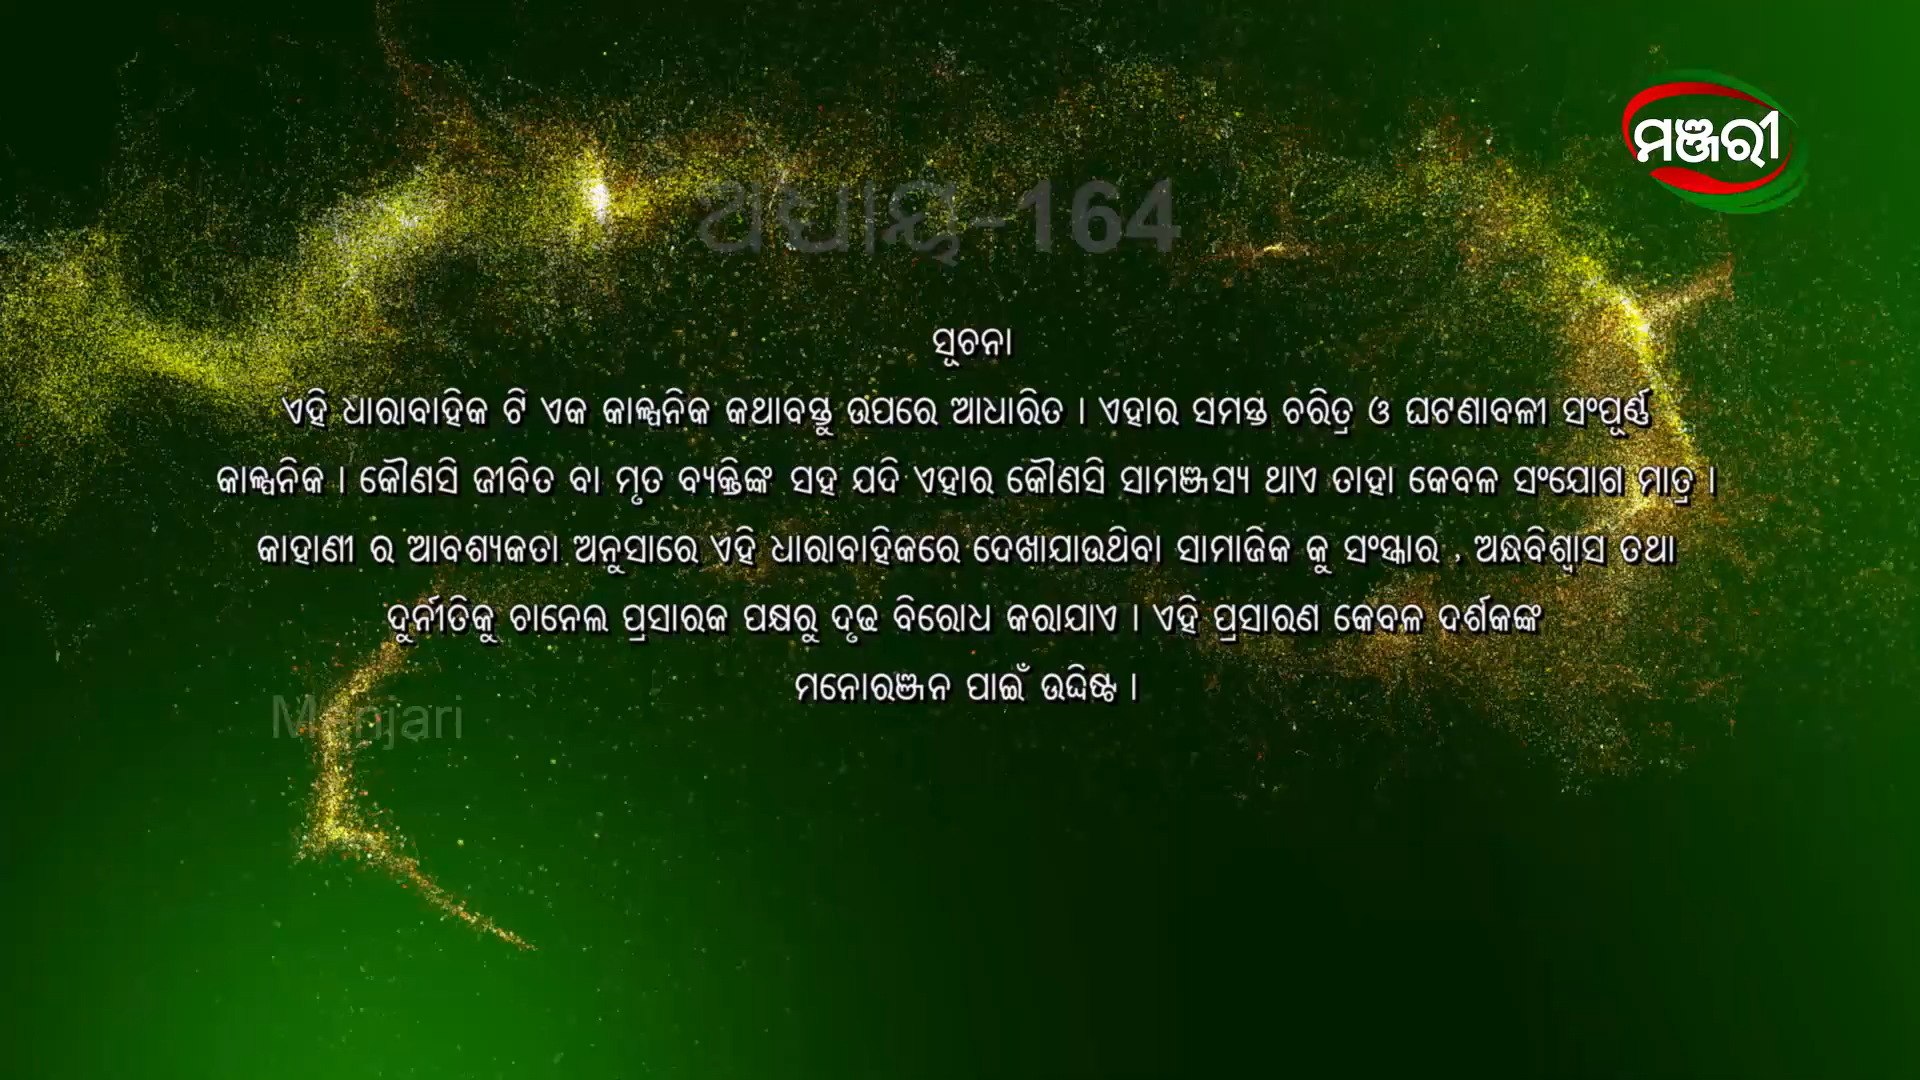 ମଞ୍ଜରୀ
ଅଧ୍ୟାୟ-164
ସୂଚନା
ଏହି ଧାରାବାହିକ ଟି ଏକ କାଳ୍ପନିକ କଥାବସ୍ତୁ ଉପରେ ଆଧାରିତ । ଏହାର ସମସ୍ତ ଚରିତ୍ର ଓ ଘଟଣାବଳୀ ସଂପୂର୍ଣ୍ଣ
କାଳ୍ପନିକ । କୌଣସି ଜୀବିତ ବା ମୃତ ବ୍ୟକ୍ତିଙ୍କ ସହ ଯଦି ଏହାର କୌଣସି ସାମଞ୍ଜସ୍ୟ ଥାଏ ତାହା କେବଳ ସଂଯୋଗ ମାତ୍ର ।
କାହାଣୀ ର ଆବଶ୍ୟକତା ଅନୁସାରେ ଏହି ଧାରାବାହିକରେ ଦେଖାଯାଉଥିବା ସାମାଜିକ କୁ ସଂସ୍କାର , ଅନ୍ଧବିଶ୍ୱାସ ତଥା
ଦୁର୍ନୀତିକୁ ଚାନେଲ ପ୍ରସାରକ ପକ୍ଷରୁ ଦୃଢ ବିରୋଧ କରାଯାଏ । ଏହି ପ୍ରସାରଣ କେବଳ ଦର୍ଶକଙ୍କ
ମନୋରଞ୍ଜନ ପାଇଁ ଉଦ୍ଦିଷ୍ଟ ।
Manjari